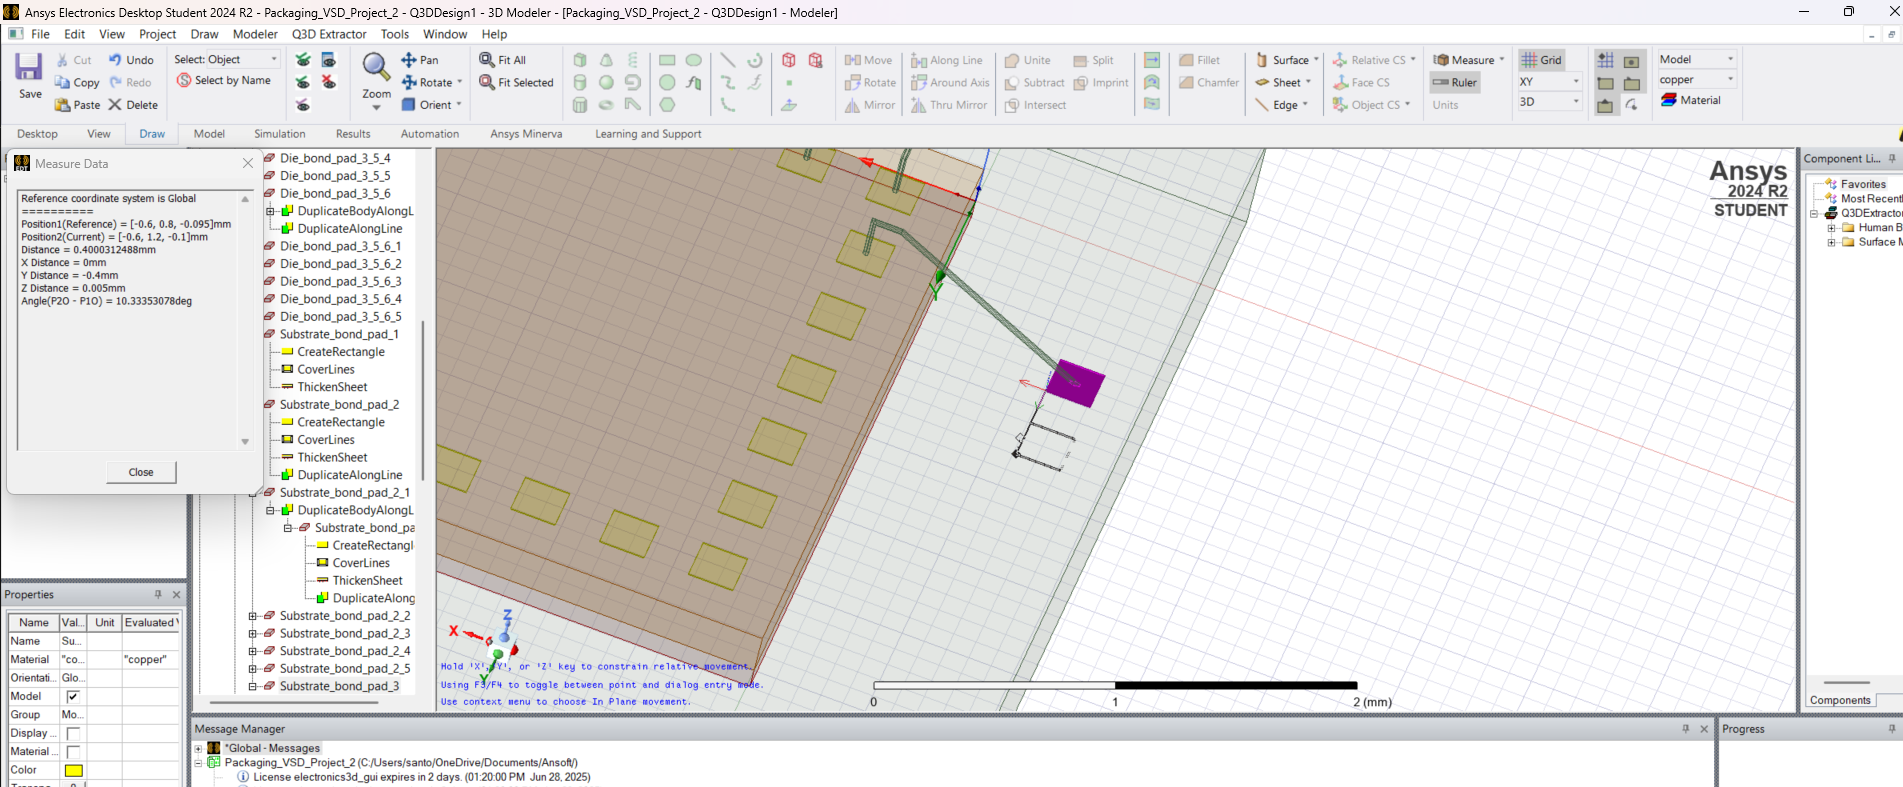 Ansys Electronics Desktop Student 2024 R2 - Packaging_VSD_Project_2 - Q3DDesign1 - 3D Modeler - [Packaging_VSD_Project_2 - Q3DDesign1 - Modeler]
File Edit View Project Draw Modeler Q3D Extractor Tools Window Help
Save
Cut Undo
Copy Redo
Paste Delete
Select: Object
Select by Name
Zoom
Pan
Rotate
Orient
Fit All
Fit Selected
Move Along Line
Rotate Around Axis
Mirror Thru Mirror
Unite Split
Subtract Imprint
Intersect
Fillet
Chamfer
Surface
Sheet
Edge
Relative CS
Face CS
Object CS
Measure
Ruler
Units
Grid
XY
3D
Model
copper
Material
Desktop View Draw Model Simulation Results Automation Ansys Minerva Learning and Support
Measure Data
Reference coordinate system is Global
==========
Position1(Reference) = [-0.6, 0.8, -0.095]mm
Position2(Current) = [-0.6, 1.2, -0.1]mm
Distance = 0.4000312488mm
X Distance = 0mm
Y Distance = -0.4mm
Z Distance = 0.005mm
Angle(P2O - P1O) = 10.33353078deg
Close
Die_bond_pad_3_5_4
Die_bond_pad_3_5_5
Die_bond_pad_3_5_6
DuplicateBodyAlongL
DuplicateAlongLine
Die_bond_pad_3_5_6_1
Die_bond_pad_3_5_6_2
Die_bond_pad_3_5_6_3
Die_bond_pad_3_5_6_4
Die_bond_pad_3_5_6_5
Substrate_bond_pad_1
CreateRectangle
CoverLines
ThickenSheet
Substrate_bond_pad_2
CreateRectangle
CoverLines
ThickenSheet
DuplicateAlongLine
Substrate_bond_pad_2_1
DuplicateBodyAlongL
Substrate_bond_pa
CreateRectangl
CoverLines
ThickenSheet
DuplicateAlong
Substrate_bond_pad_2_2
Substrate_bond_pad_2_3
Substrate_bond_pad_2_4
Substrate_bond_pad_2_5
Substrate_bond_pad_3
Ansys
2024 R2
STUDENT
Y
Z
X
Y
Hold 'X', 'Y', or 'Z' key to constrain relative movement.
Using F3/F4 to toggle between point and dialog entry mode.
Use context menu to choose In Plane movement.
0 1 2 (mm)
Component Li...
Favorites
Most Recent
Q3DExtractor
Human B
Surface M
Components
Properties
Name Val... Unit Evaluated V
Name Su...
Material "co... "copper"
Orientati... Glo...
Model
Group Mo...
Display ...
Material ...
Color
Message Manager
*Global - Messages
Packaging_VSD_Project_2 (C:/Users/santo/OneDrive/Documents/Ansoft/)
License electronics3d_gui expires in 2 days. (01:20:00 PM Jun 28, 2025)
Progress